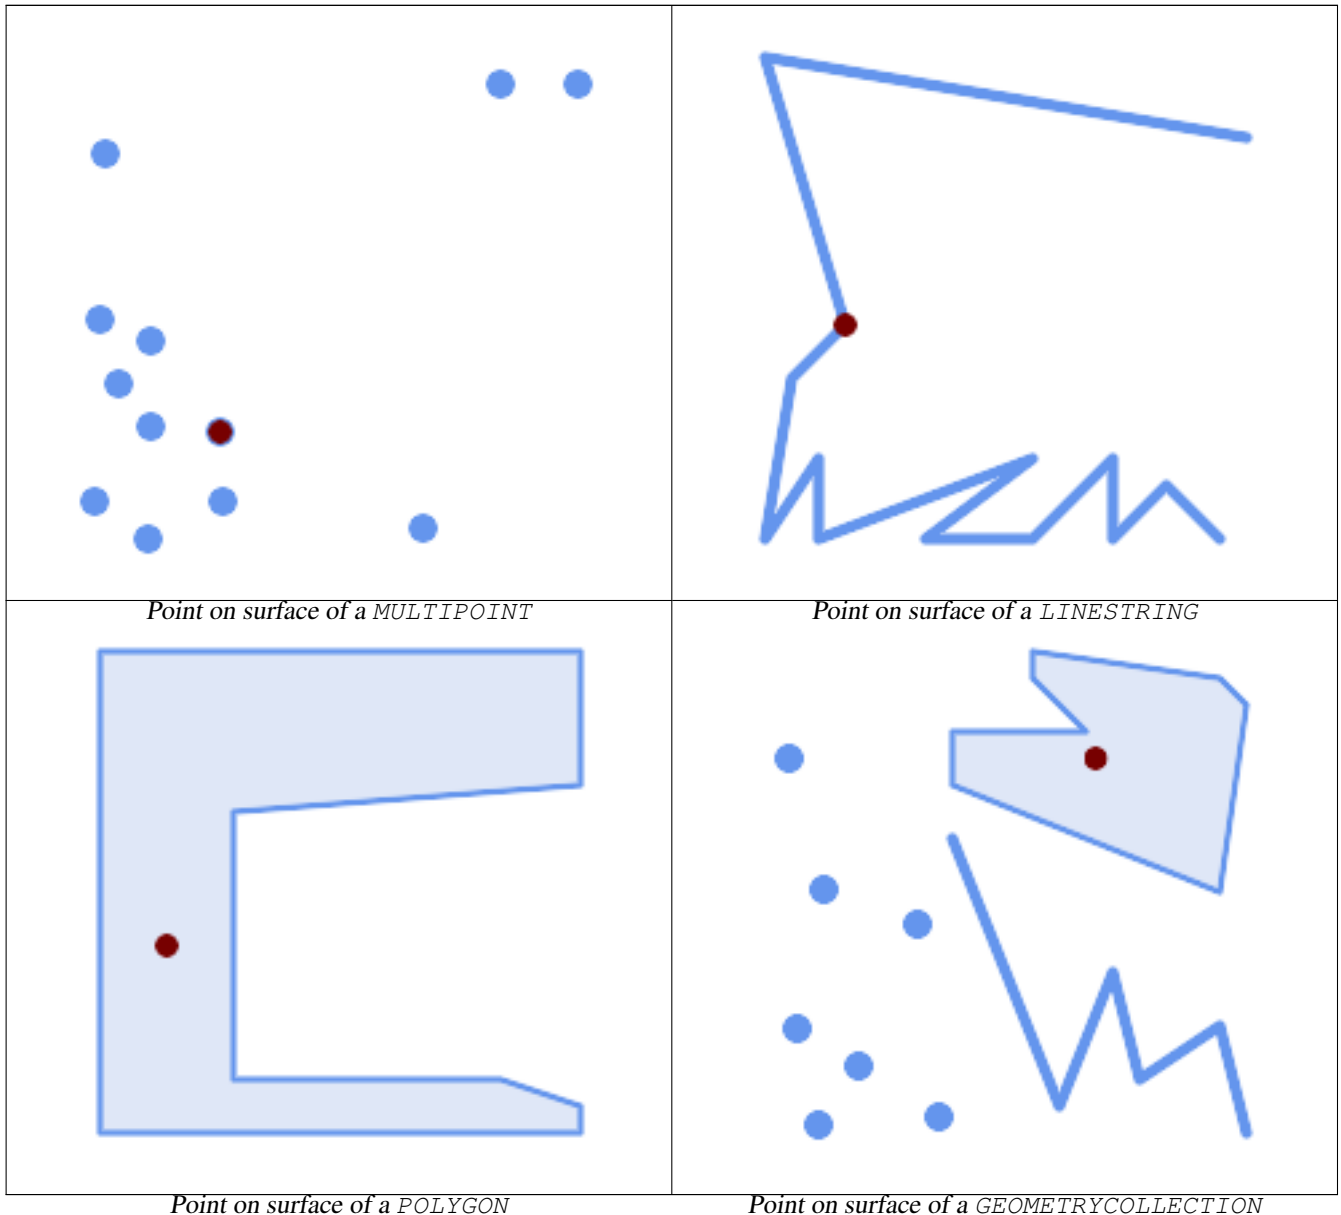 Point on surface of a MULTIPOINT
Point on surface of a LINESTRING
Point on surface of a POLYGON
Point on surface of a GEOMETRYCOLLECTION